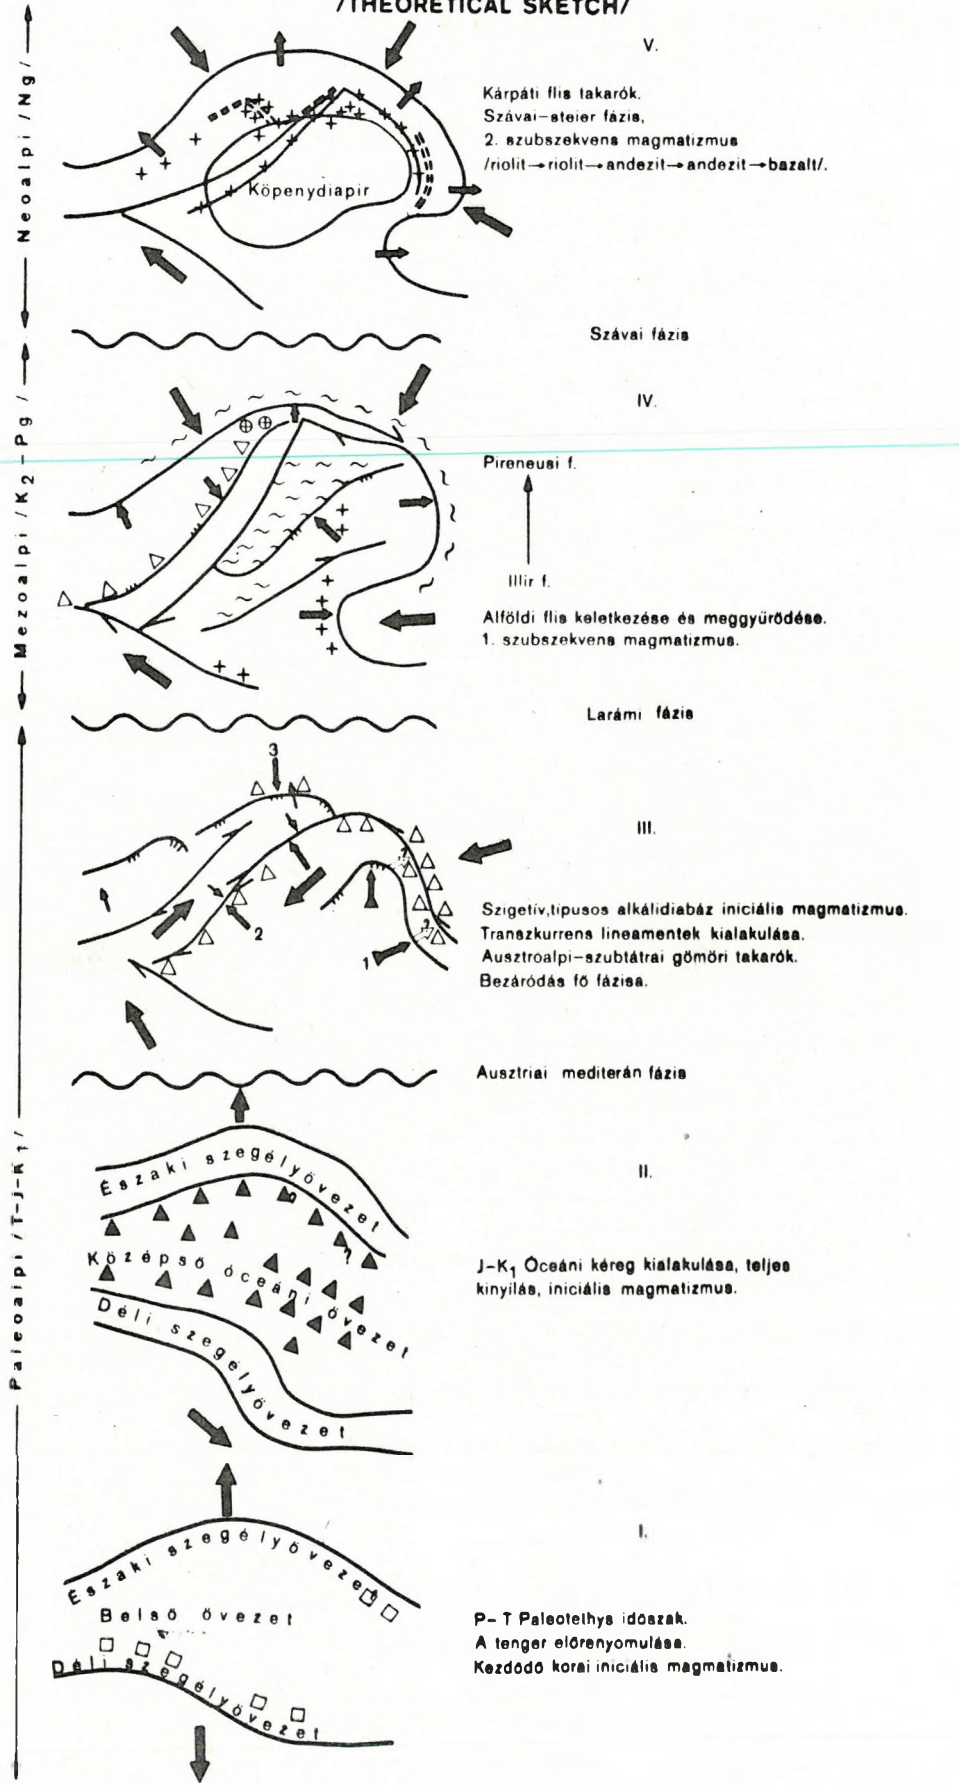 /THEORETICAL SKETCH/
Neoalpi /Ng/
V.
Kárpáti flis takarók.
Szávai-steier fázis,
2. szubszekvens magmatizmus
/riolit→riolit→andezit→andezit→bazalt/.
Köpenydiapir
Szávai fázis
Mezoalpi /K2-Pg/
IV.
Pireneusi f.
Illir f.
Alföldi flis keletkezése és meggyűrődése.
1. szubszekvens magmatizmus.
Larámi fázis
Paleoalpi /T-J-K1/
3
2
1
?
?
III.
Szigetív,típusos alkálidiabáz iniciális magmatizmus.
Transzkurrens lineamentek kialakulása.
Ausztroalpi-szubtátrai gömöri takarók.
Bezáródás fő fázisa.
Ausztriai mediterán fázis
Északi szegélyövezet
?
?
Középső óceáni övezet
Déli szegélyövezet
II.
J-K1 Óceáni kéreg kialakulása, teljes
kinyílás, iniciális magmatizmus.
Északi szegélyövezet
Belső övezet
Déli szegélyövezet
I.
P-T Paleotethys időszak.
A tenger előrenyomulása.
Kezdődő korai iniciális magmatizmus.